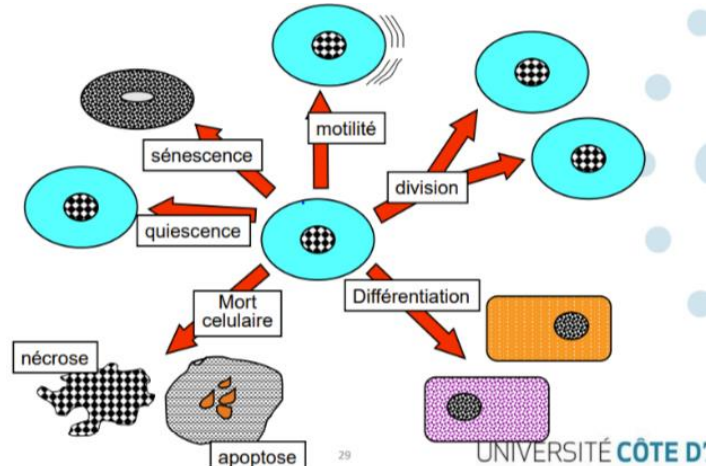 motilité
sénescence
division
quiescence
Mort
celulaire
Différentiation
nécrose
apoptose
29
UNIVERSITÉ CÔTE D'